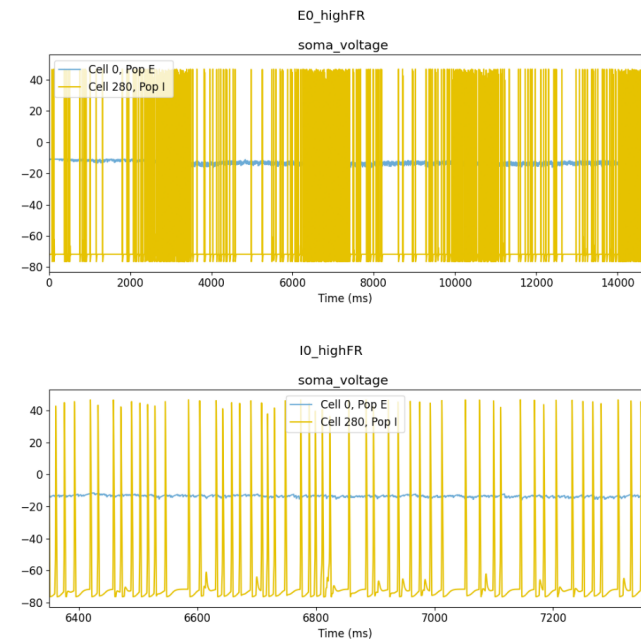 E0_highFR
soma_voltage
Cell 0, Pop E
Cell 280, Pop I
40
20
0
−20
−40
−60
−80
0 2000 4000 6000 8000 10000 12000 14000
Time (ms)
I0_highFR
soma_voltage
Cell 0, Pop E
Cell 280, Pop I
40
20
0
−20
−40
−60
−80
6400 6600 6800 7000 7200
Time (ms)